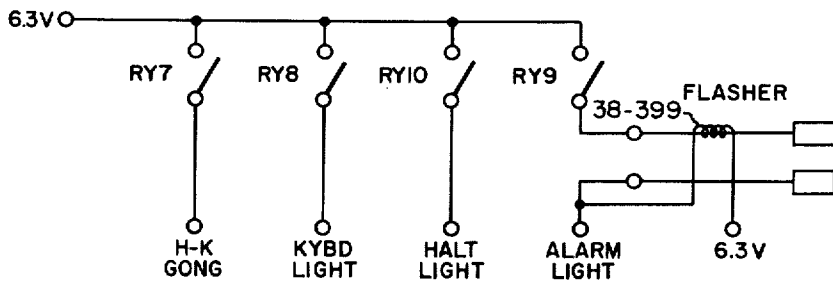 6.3V
RY7
RY8
RY10
RY9
FLASHER
38-399
H-K
GONG
KYBD
LIGHT
HALT
LIGHT
ALARM
LIGHT
6.3V